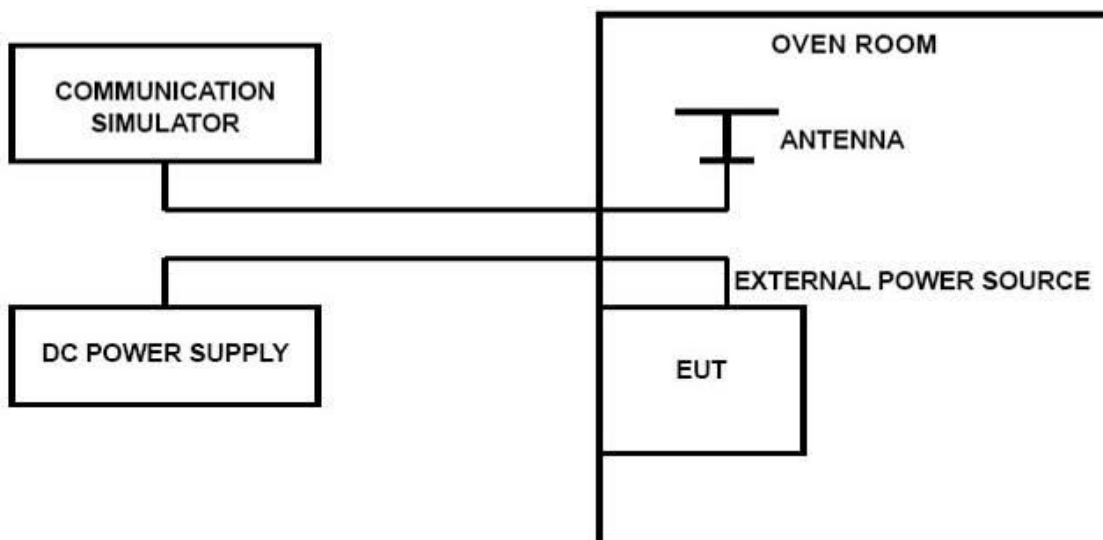 OVEN ROOM
COMMUNICATION
SIMULATOR
ANTENNA
EXTERNAL POWER SOURCE
DC POWER SUPPLY
EUT